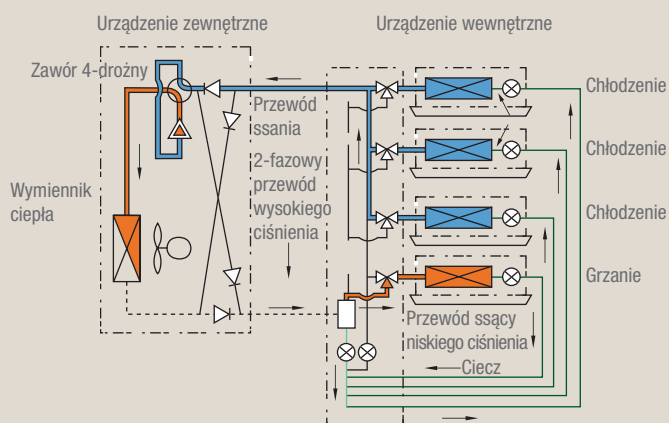 Urządzenie zewnętrzne
Urządzenie wewnętrzne
Zawór 4-drożny
Chłodzenie
Przewód
ssania
2-fazowy
przewód
wysokiego
ciśnienia
Chłodzenie
Wymiennik
ciepła
Chłodzenie
Grzanie
Przewód ssący
niskiego ciśnienia
Ciecz